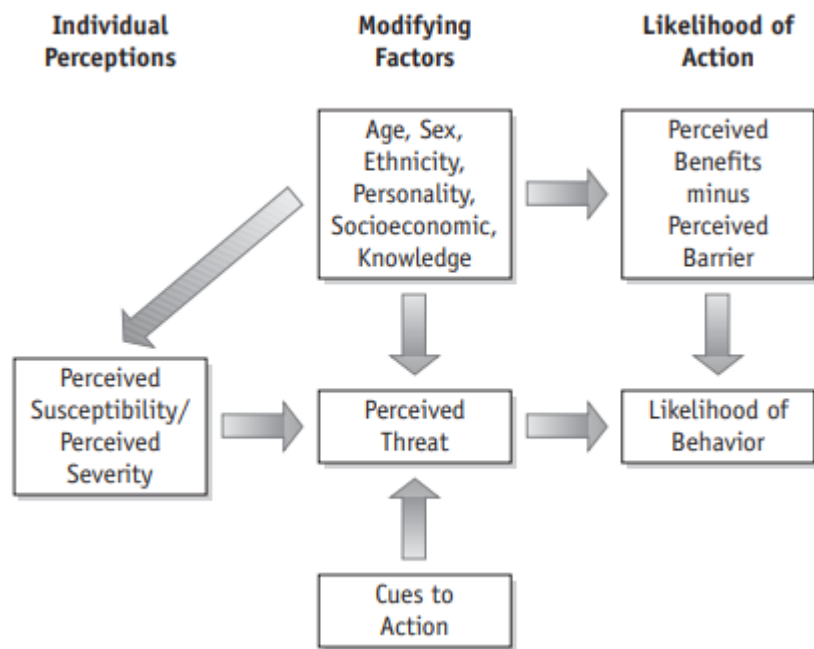 Individual
Perceptions
Modifying
Factors
Likelihood of
Action
Age, Sex,
Ethnicity,
Personality,
Socioeconomic,
Knowledge
Perceived
Benefits
minus
Perceived
Barrier
Perceived
Susceptibility/
Perceived
Severity
Perceived
Threat
Likelihood of
Behavior
Cues to
Action